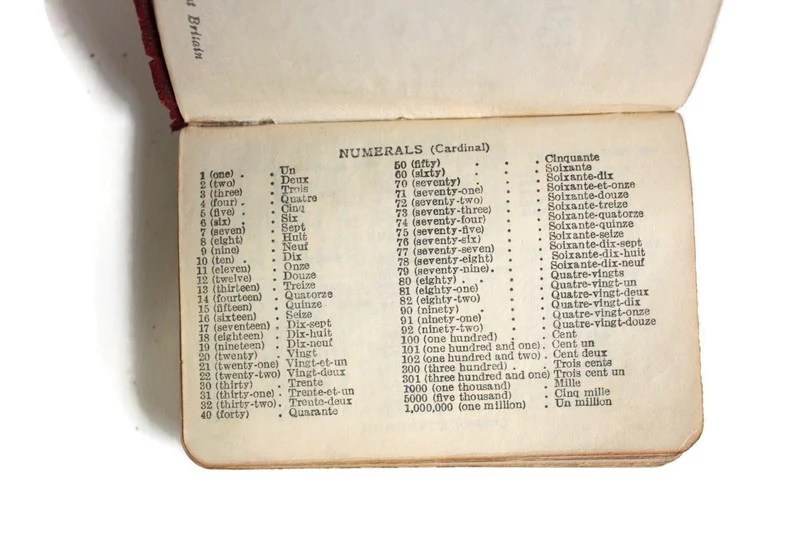 Britain
NUMERALS (Cardinal)
1 (one) . . Un
2 (two) . Deux
3 (three) . Trois
4 (four) . . Quatre
5 (five) . . Cinq
6 (six) . . Six
7 (seven) . Sept
8 (eight) . Huit
9 (nine) . Neuf
10 (ten) . . Dix
11 (eleven) . Onze
12 (twelve) . Douze
13 (thirteen) . Treize
14 (fourteen) . Quatorze
15 (fifteen) . Quinze
16 (sixteen) . Seize
17 (seventeen) . Dix-sept
18 (eighteen) . Dix-huit
19 (nineteen) . Dix-neuf
20 (twenty) . Vingt
21 (twenty-one) Vingt-et-un
22 (twenty-two) Vingt-deux
30 (thirty) . Trente
31 (thirty-one) . Trente-et-un
32 (thirty-two) . Trente-deux
40 (forty) . Quarante
50 (fifty) . . . Cinquante
60 (sixty) . . . Soixante
70 (seventy) . . . Soixante-dix
71 (seventy-one) . . Soixante-et-onze
72 (seventy-two) . . Soixante-douze
73 (seventy-three) . . Soixante-treize
74 (seventy-four) . . Soixante-quatorze
75 (seventy-five) . . Soixante-quinze
76 (seventy-six) . . Soixante-seize
77 (seventy-seven) . . Soixante-dix-sept
78 (seventy-eight) . . Soixante-dix-huit
79 (seventy-nine) . . . Soixante-dix-neuf
80 (eighty) . . . . Quatre-vingts
81 (eighty-one) . . Quatre-vingt-un
82 (eighty-two) . . Quatre-vingt-deux
90 (ninety) . . . Quatre-vingt-dix
91 (ninety-one) . . Quatre-vingt-onze
92 (ninety-two) . . Quatre-vingt-douze
100 (one hundred) . . Cent
101 (one hundred and one) . Cent un
102 (one hundred and two) . Cent deux
300 (three hundred) . . Trois cents
301 (three hundred and one) Trois cent un
1000 (one thousand) . Mille
5000 (five thousand) . Cinq mille
1,000,000 (one million) . Un million